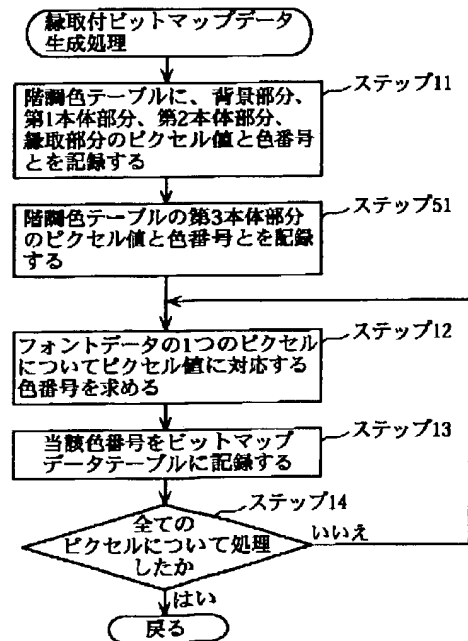 縁取付ビットマップデータ
生成処理
ステップ11
階調色テーブルに、背景部分、
第1本体部分、第2本体部分、
縁取部分のピクセル値と色番号
とを記録する
ステップ51
階調色テーブルの第3本体部分
のピクセル値と色番号とを記録
する
ステップ12
フォントデータの1つのピクセル
についてピクセル値に対応する
色番号を求める
ステップ13
当該色番号をビットマップ
データテーブルに記録する
ステップ14
全ての
ピクセルについて処理
したか
いいえ
はい
戻る